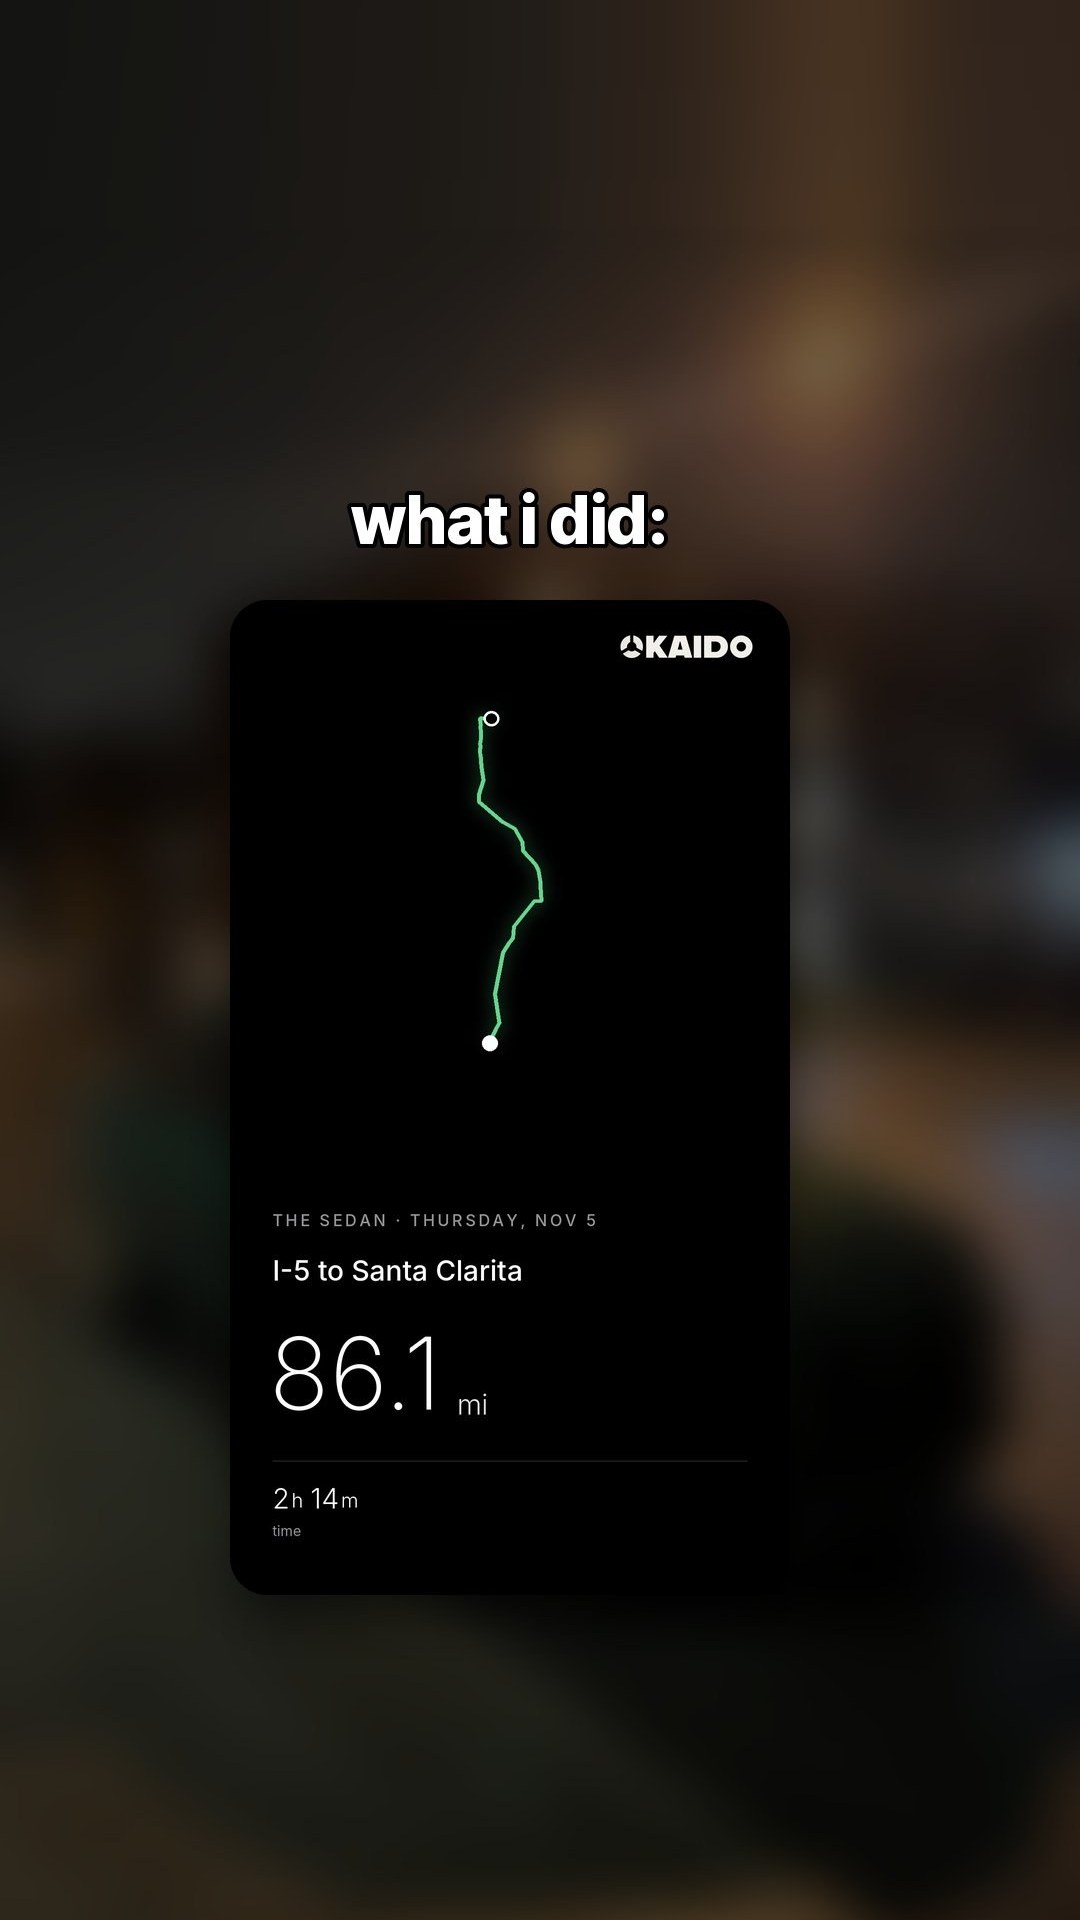 what i did:
KAIDO
THE SEDAN · THURSDAY, NOV 5
I-5 to Santa Clarita
86.1 mi
2h 14m
time